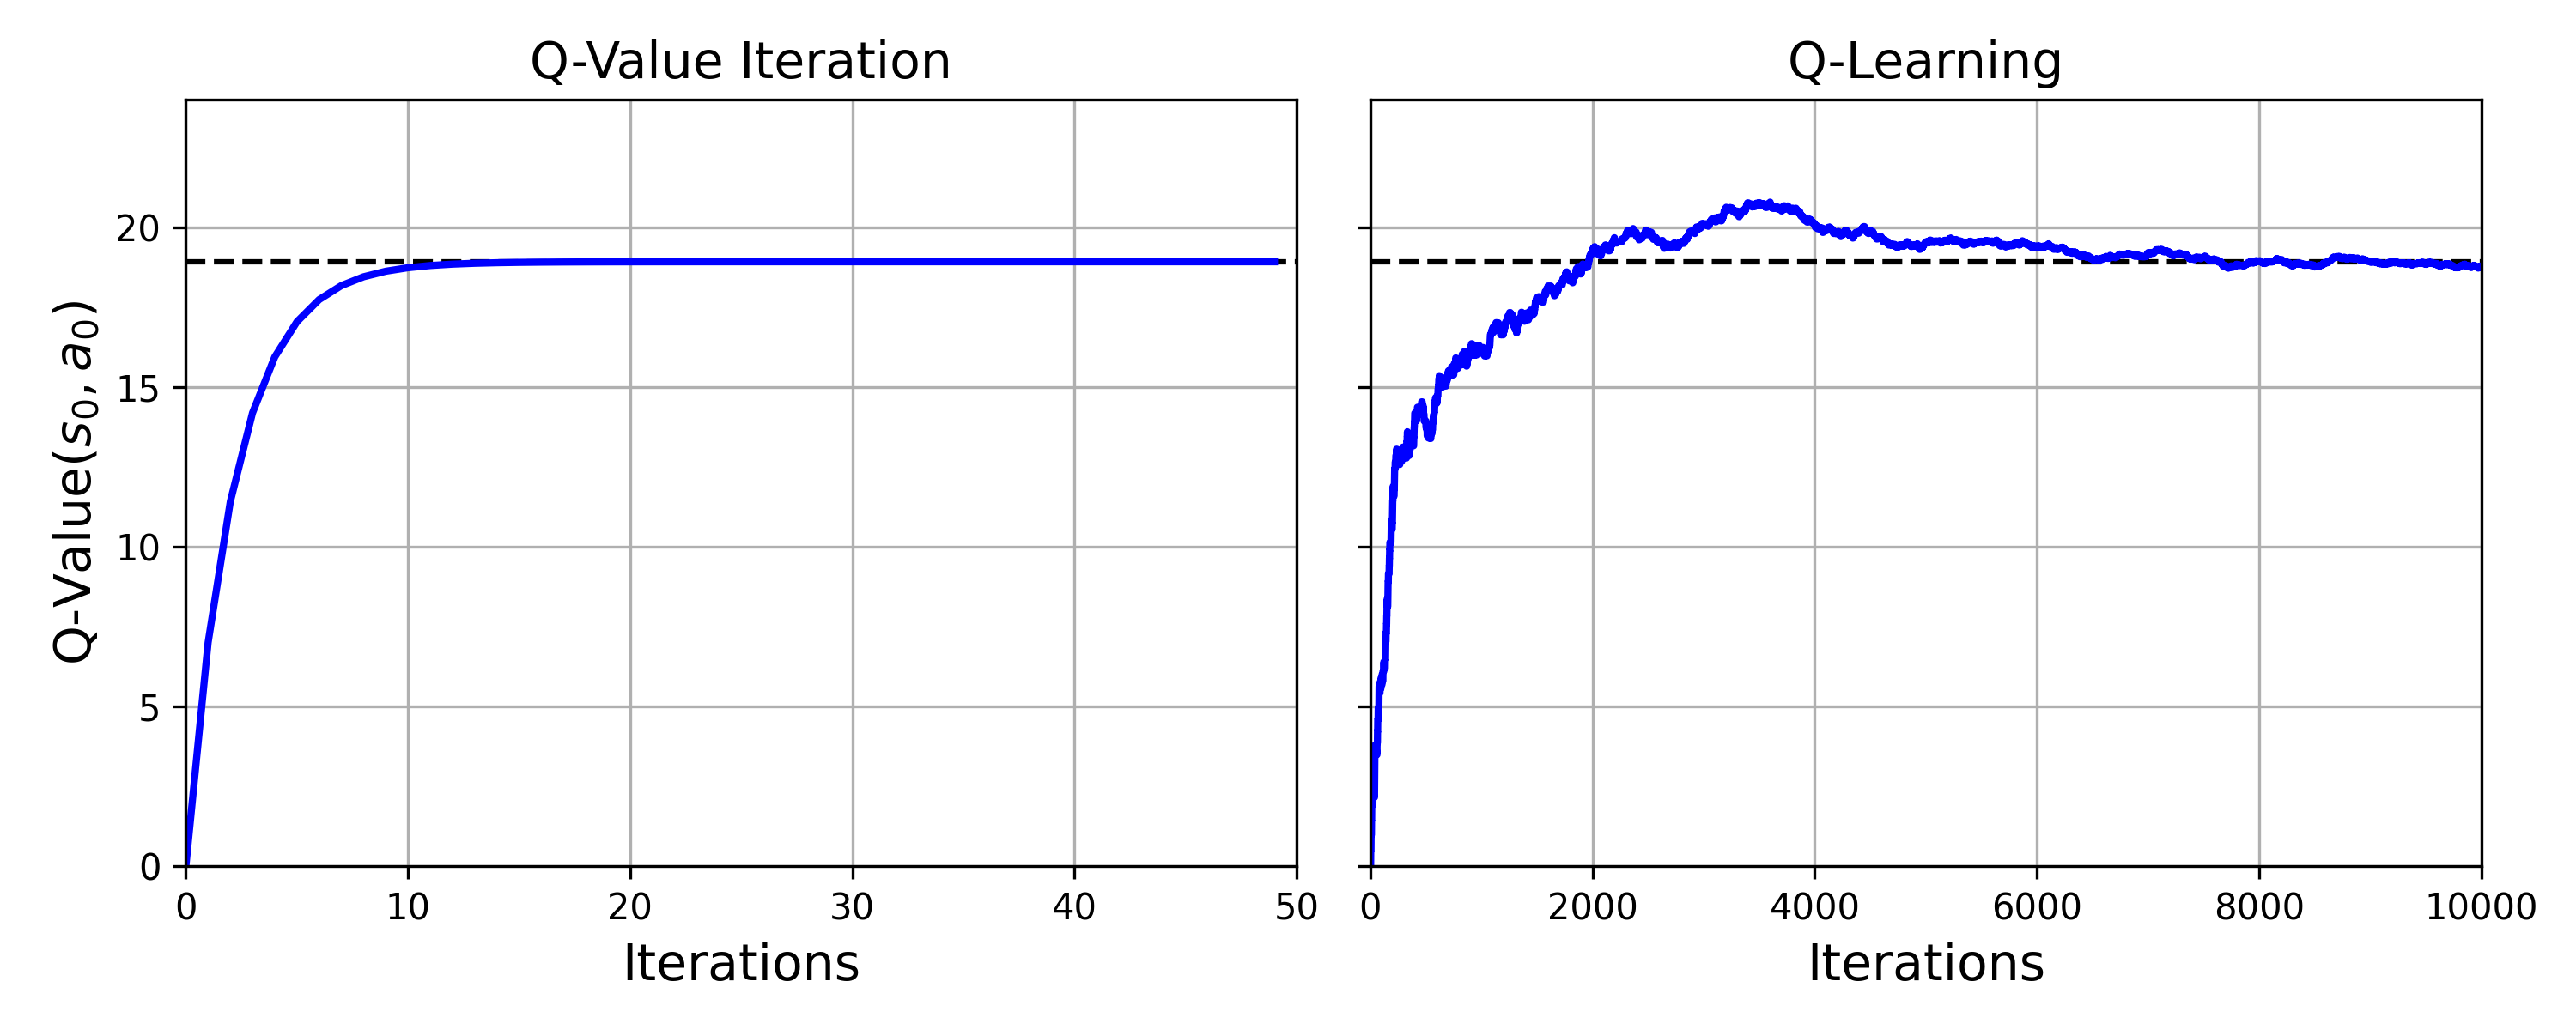 Q-Value Iteration
Q-Value(s₀, a₀)
20
15
10
5
0
0 10 20 30 40 50
Iterations
Q-Learning
0 2000 4000 6000 8000 10000
Iterations